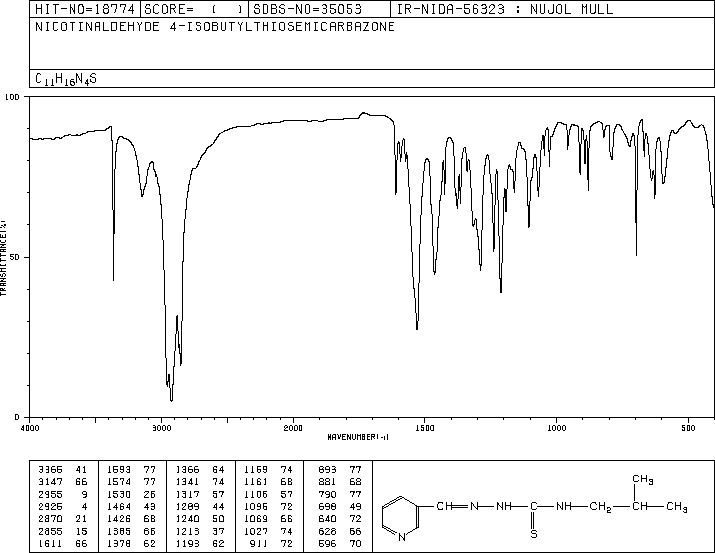 HIT-NO=18774 SCORE= ( ) SDBS-NO=35053 IR-NIDA-56323 : NUJOL MULL
NICOTINALDEHYDE 4-ISOBUTYLTHIOSEMICARBAZONE
C11H16N4S
100
50
0
TRANSMITTANCE(%)
4000 3000 2000 1500 1000 500
WAVENUMBER(-1)
3365 41 1593 77 1366 64 1169 74 893 77
3147 66 1574 77 1341 74 1161 68 881 68
2955 9 1530 26 1317 57 1106 57 790 77
2925 4 1464 43 1289 44 1096 72 698 49
2870 21 1426 68 1240 50 1069 66 640 72
2855 15 1385 66 1213 37 1027 74 628 66
1611 66 1378 62 1193 62 911 72 596 70
CH3
CH=N-NH-C-NH-CH2-CH-CH3
N
S